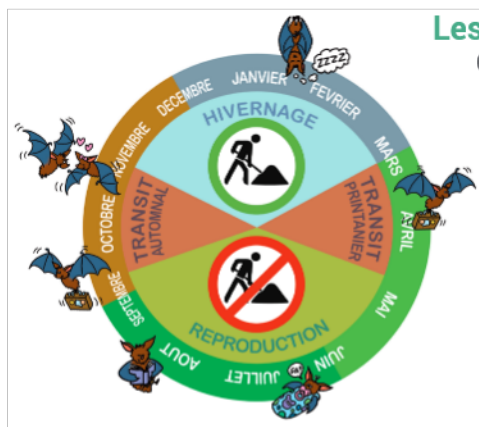 Les
JANVIER
FEVRIER
MARS
AVRIL
MAI
JUIN
JUILLET
AOUT
SEPTEMBRE
OCTOBRE
NOVEMBRE
DECEMBRE
ZZZZ
HIVERNAGE
TRANSIT
PRINTANIER
REPRODUCTION
TRANSIT
AUTOMNAL